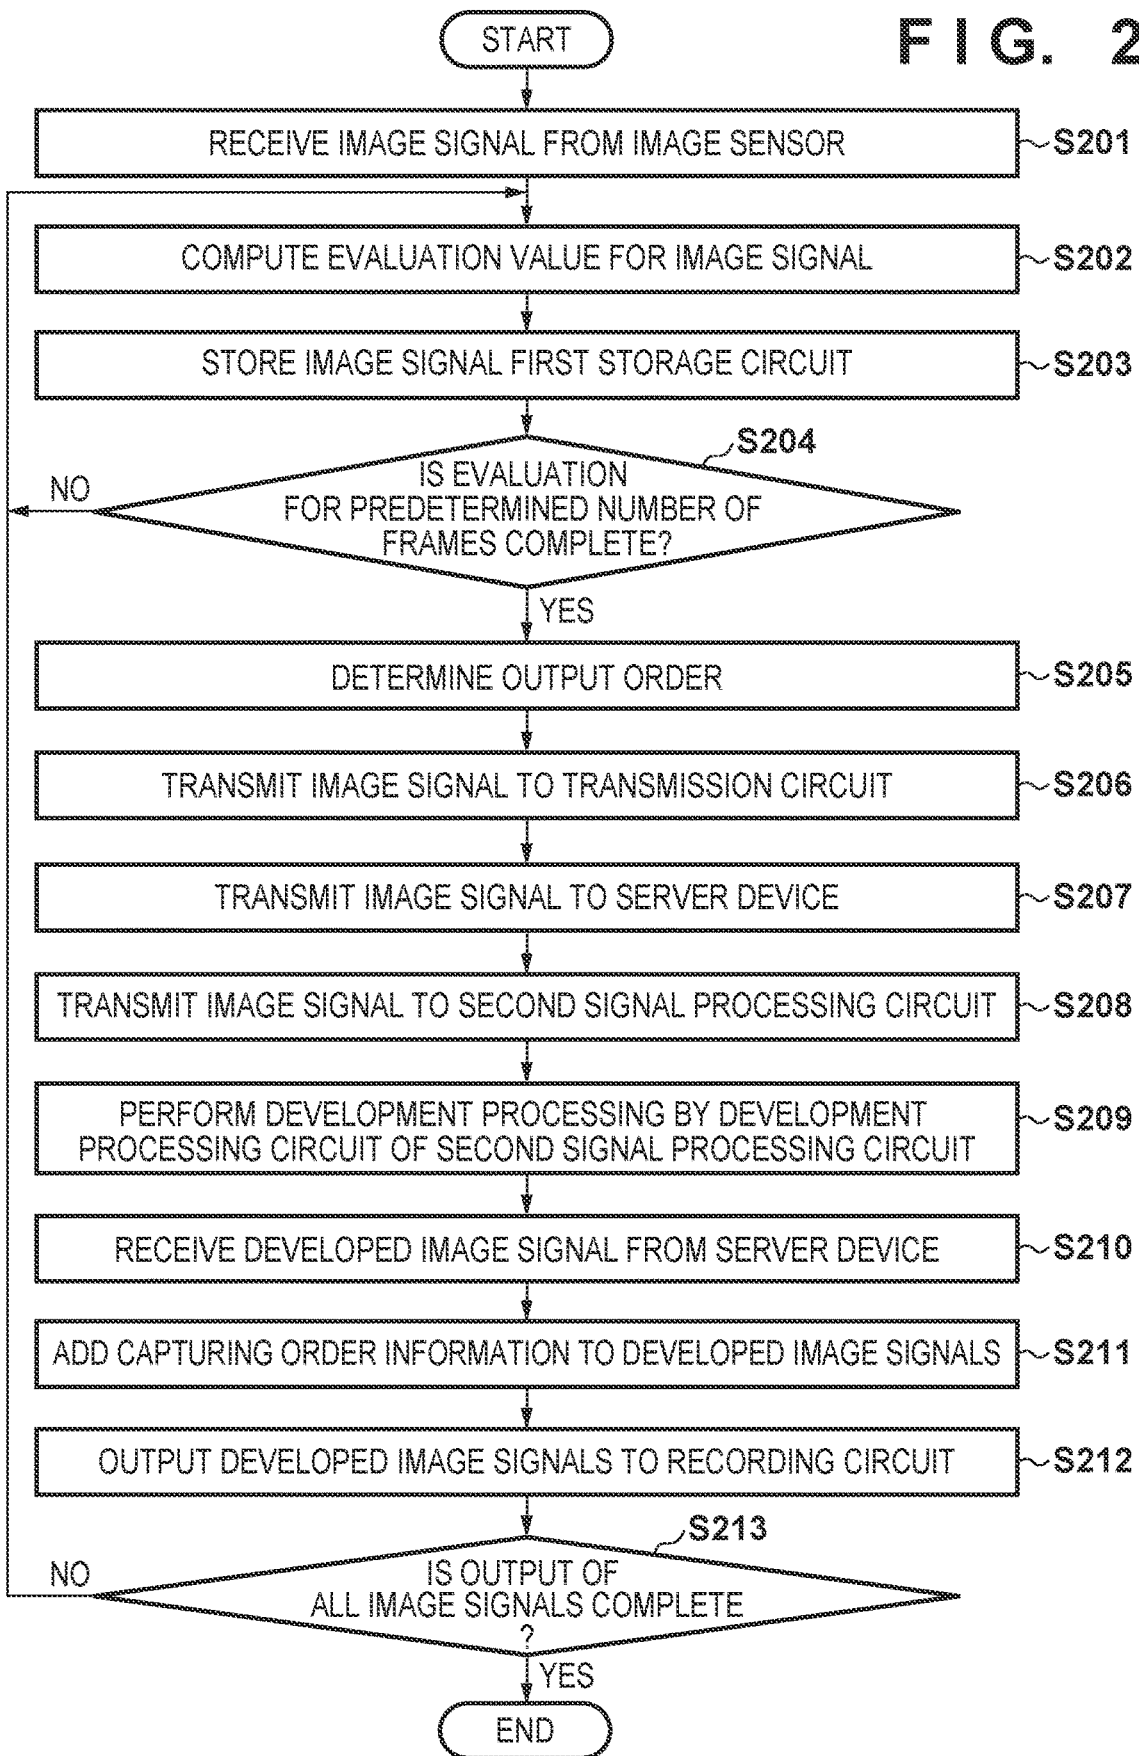 START
FIG. 2
RECEIVE IMAGE SIGNAL FROM IMAGE SENSOR
S201
COMPUTE EVALUATION VALUE FOR IMAGE SIGNAL
S202
STORE IMAGE SIGNAL FIRST STORAGE CIRCUIT
S203
S204
IS EVALUATION
FOR PREDETERMINED NUMBER OF
FRAMES COMPLETE?
NO
YES
DETERMINE OUTPUT ORDER
S205
TRANSMIT IMAGE SIGNAL TO TRANSMISSION CIRCUIT
S206
TRANSMIT IMAGE SIGNAL TO SERVER DEVICE
S207
TRANSMIT IMAGE SIGNAL TO SECOND SIGNAL PROCESSING CIRCUIT
S208
PERFORM DEVELOPMENT PROCESSING BY DEVELOPMENT
PROCESSING CIRCUIT OF SECOND SIGNAL PROCESSING CIRCUIT
S209
RECEIVE DEVELOPED IMAGE SIGNAL FROM SERVER DEVICE
S210
ADD CAPTURING ORDER INFORMATION TO DEVELOPED IMAGE SIGNALS
S211
OUTPUT DEVELOPED IMAGE SIGNALS TO RECORDING CIRCUIT
S212
S213
IS OUTPUT OF
ALL IMAGE SIGNALS COMPLETE
?
NO
YES
END